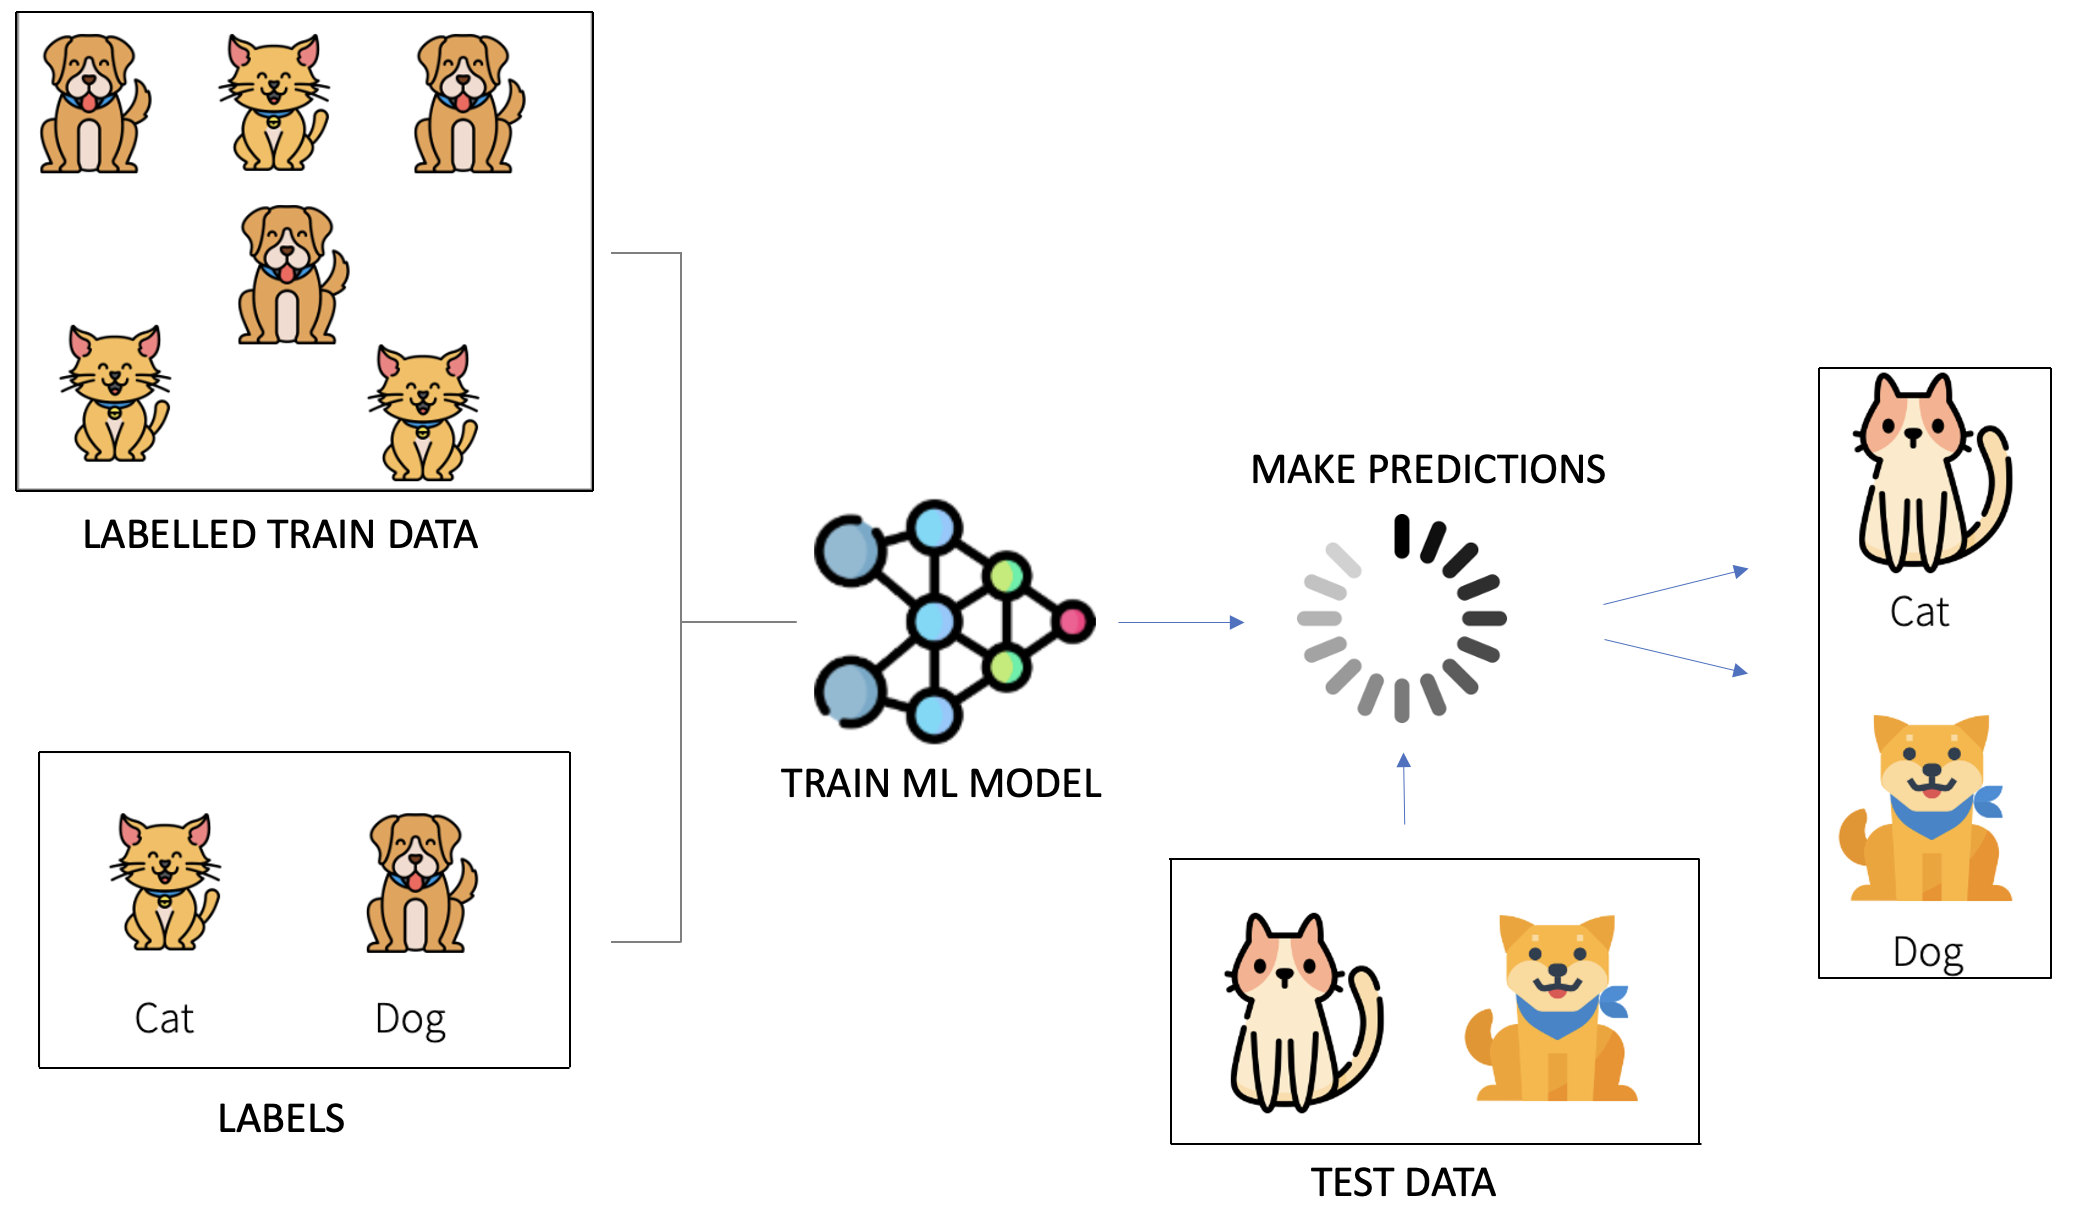 LABELLED TRAIN DATA
Cat
Dog
LABELS
TRAIN ML MODEL
MAKE PREDICTIONS
TEST DATA
Cat
Dog